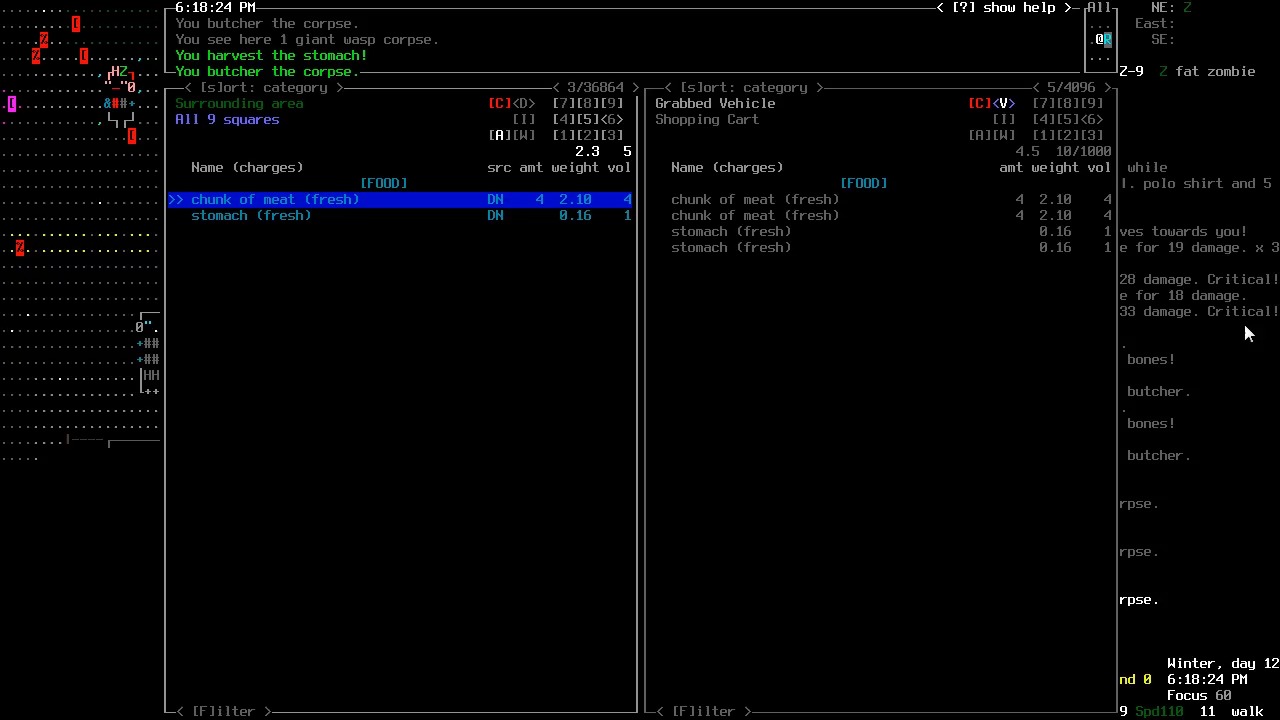 6:18:24 PM < [?] show help > All NE: Z
You butcher the corpse. East:
You see here 1 giant wasp corpse. SE:
You harvest the stomach!
You butcher the corpse. Z-9 Z fat zombie
< [s]ort: category > < 3/36864 > < [s]ort: category > < 5/4096 >
Surrounding area [C]<D> [7][8][9] Grabbed Vehicle [C]<V> [7][8][9]
All 9 squares [I] [4][5]<6> Shopping Cart [I] [4][5]<6>
[A][W] [1][2][3] [A][W] [1][2][3]
2.3 5 4.5 10/1000
Name (charges) src amt weight vol Name (charges) amt weight vol while
[FOOD] [FOOD] l. polo shirt and 5
>> chunk of meat (fresh) DN 4 2.10 4 chunk of meat (fresh) 4 2.10 4
stomach (fresh) DN 0.16 1 chunk of meat (fresh) 4 2.10 4
stomach (fresh) 0.16 1 ves towards you!
stomach (fresh) 0.16 1 e for 19 damage. x 3
28 damage. Critical!
e for 18 damage.
33 damage. Critical!
.
bones!
butcher.
.
bones!
butcher.
rpse.
rpse.
rpse.
Winter, day 12
nd 0 6:18:24 PM
Focus 60
< [F]ilter > < [F]ilter > 9 Spd110 11 walk